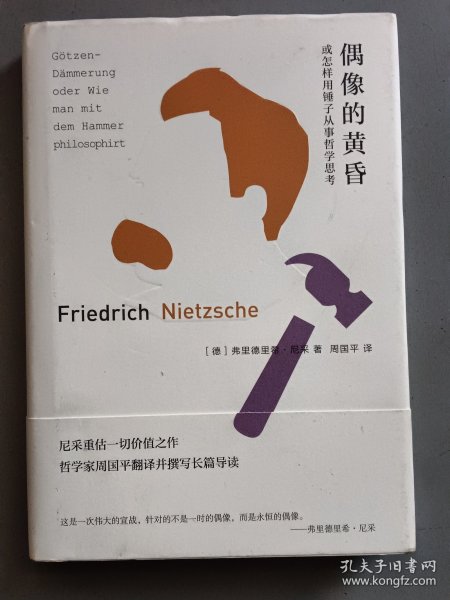 Götzen-
Dämmerung
oder Wie
man mit
dem Hammer
philosophirt
偶像的黄昏
或怎样用锤子从事哲学思考
Friedrich Nietzsche
[德] 弗里德里希·尼采 著 周国平 译
尼采重估一切价值之作
哲学家周国平翻译并撰写长篇导读
这是一次伟大的宣战，针对的不是一时的偶像，而是永恒的偶像。
——弗里德里希·尼采
孔夫子旧书网
www.kongfz.com